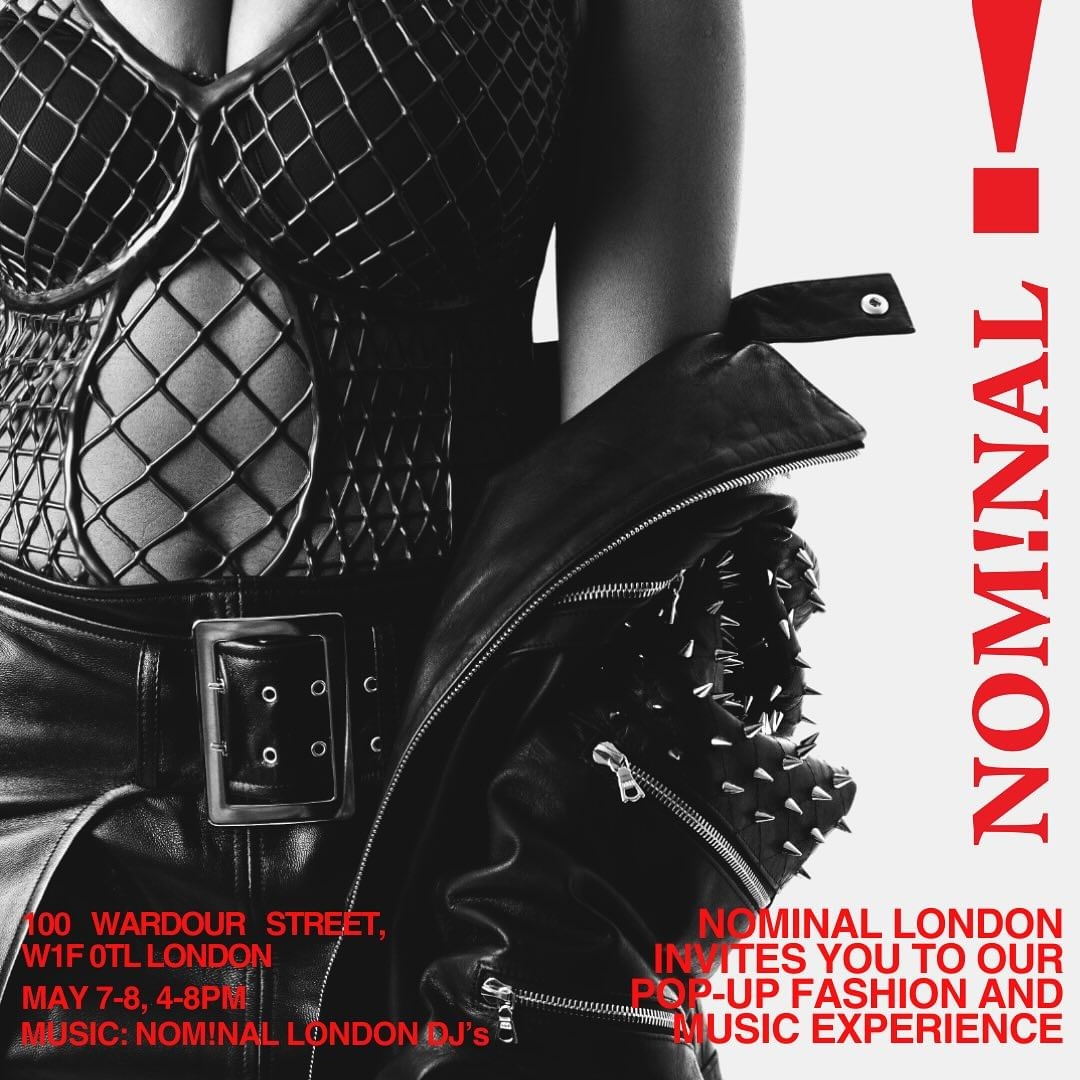 NOM!NAL
100 WARDOUR STREET,
W1F 0TL LONDON
MAY 7-8, 4-8PM
MUSIC: NOM!NAL LONDON DJ's
NOMINAL LONDON
INVITES YOU TO OUR
POP-UP FASHION AND
MUSIC EXPERIENCE